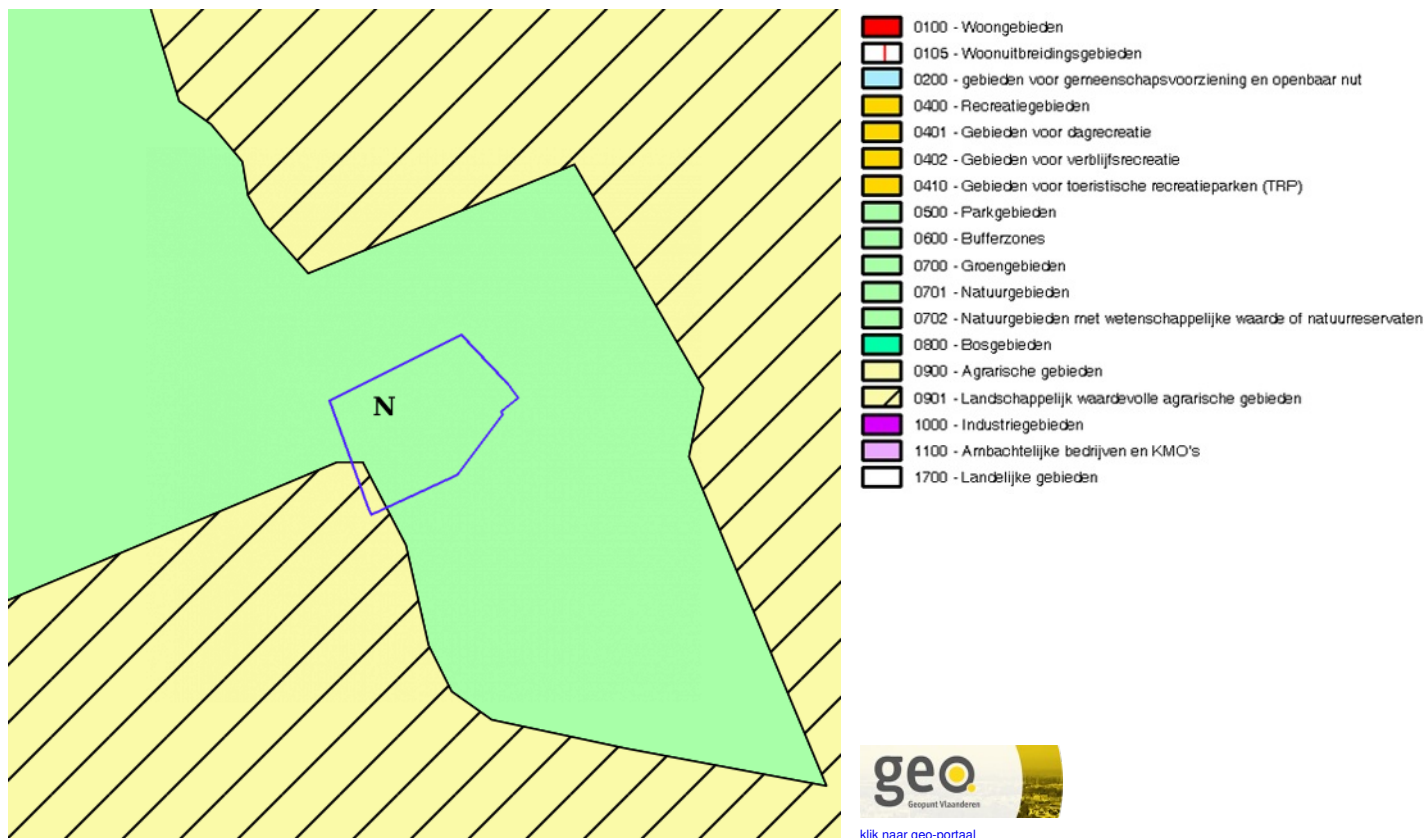 N
0100 - Woongebieden
0105 - Woonuitbreidingsgebieden
0200 - gebieden voor gemeenschapsvoorziening en openbaar nut
0400 - Recreatiegebieden
0401 - Gebieden voor dagrecreatie
0402 - Gebieden voor verblijfsrecreatie
0410 - Gebieden voor toeristische recreatieparken (TRP)
0500 - Parkgebieden
0600 - Bufferzones
0700 - Groengebieden
0701 - Natuurgebieden
0702 - Natuurgebieden met wetenschappelijke waarde of natuurreservaten
0800 - Bosgebieden
0900 - Agrarische gebieden
0901 - Landschappelijk waardevolle agrarische gebieden
1000 - Industriegebieden
1100 - Ambachtelijke bedrijven en KMO's
1700 - Landelijke gebieden
geo.
Geopunt Vlaanderen
klik naar geo-portaal